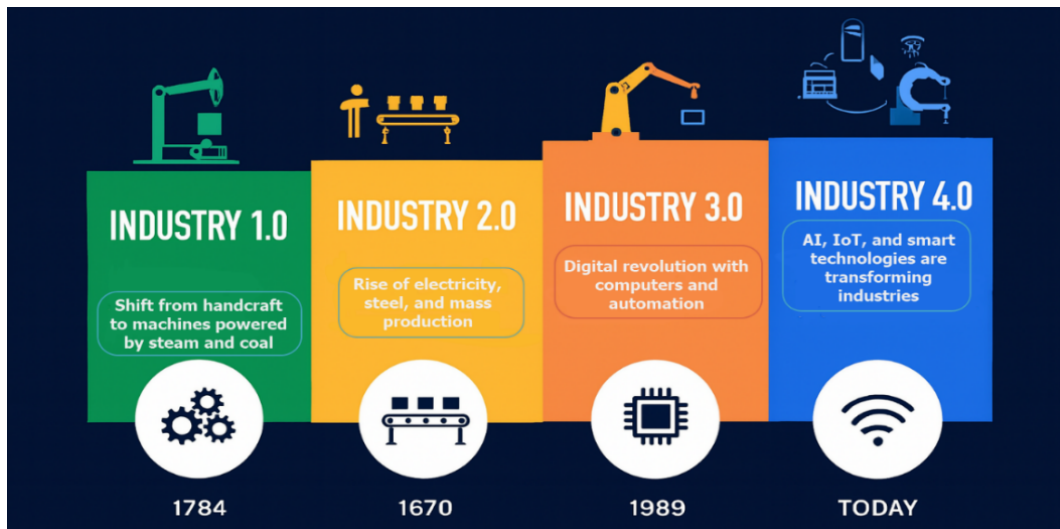 INDUSTRY 1.0
Shift from handcraft
to machines powered
by steam and coal
1784
INDUSTRY 2.0
Rise of electricity,
steel, and mass
production
1670
INDUSTRY 3.0
Digital revolution with
computers and
automation
1989
INDUSTRY 4.0
AI, IoT, and smart
technologies are
transforming
industries
TODAY